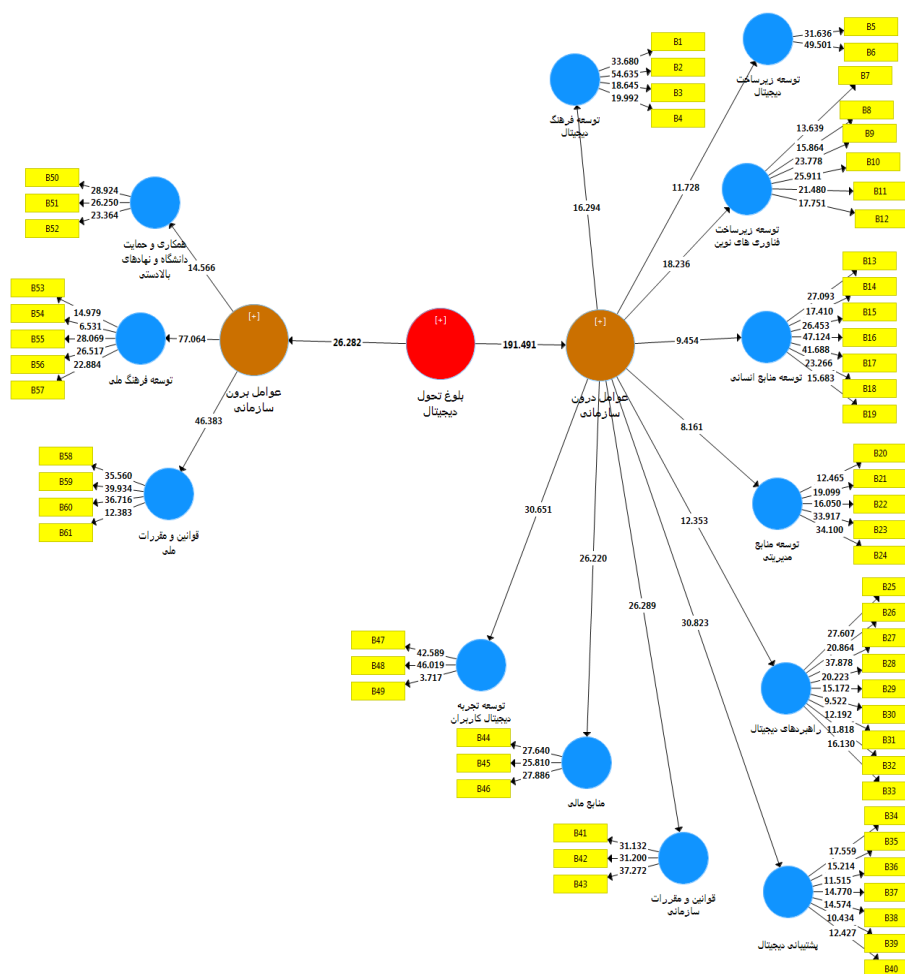 B1
B2
B3
B4
33.680
54.635
18.645
19.992
توسعه فرهنگ
دیجیتال
B5
B6
31.636
49.501
توسعه زیرساخت
دیجیتال
B7
B8
B9
B10
B11
B12
13.639
15.864
23.778
25.911
21.480
17.751
توسعه زیرساخت
فناوری های نوین
16.294
11.728
18.236
B50
B51
B52
28.924
26.250
23.364
همکاری و حمایت
دانشگاه و نهادهای
بالادستی
14.566
B53
B54
B55
B56
B57
14.979
6.531
28.069
26.517
22.884
توسعه فرهنگ ملی
77.064
[+]
عوامل برون
سازمانی
26.282
[+]
بلوغ تحول
دیجیتال
191.491
[+]
عوامل درون
سازمانی
9.454
B13
B14
B15
B16
B17
B18
B19
27.093
17.410
26.453
47.124
41.688
23.266
15.683
توسعه منابع انسانی
46.383
B58
B59
B60
B61
35.560
39.934
36.716
12.383
قوانین و مقررات
ملی
8.161
B20
B21
B22
B23
B24
12.465
19.099
16.050
33.917
34.100
توسعه منابع
مدیریتی
30.651
26.220
26.289
12.353
30.823
B25
B26
B27
B28
B29
B30
B31
B32
B33
27.607
20.864
37.878
20.223
15.172
9.522
12.192
11.818
16.130
راهبردهای دیجیتال
B47
B48
B49
42.589
46.019
3.717
توسعه تجربه
دیجیتال کاربران
B44
B45
B46
27.640
25.810
27.886
منابع مالی
B41
B42
B43
31.132
31.200
37.272
قوانین و مقررات
سازمانی
B34
B35
B36
B37
B38
B39
B40
17.559
15.214
11.515
14.770
14.574
10.434
12.427
پشتیبانی دیجیتال